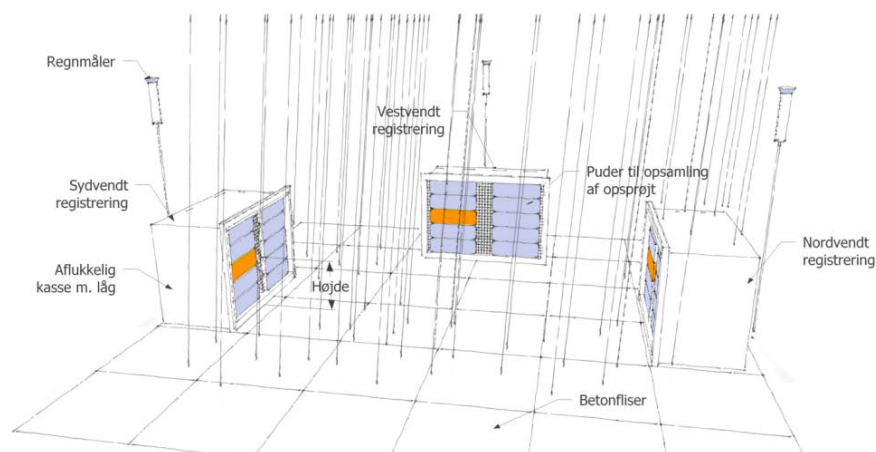 Regnmåler
Vestvendt
registrering
Puder til opsamling
af opsprøjt
Sydvendt
registrering
Nordvendt
registrering
Aflukkelig
kasse m. låg
Højde
Betonfliser